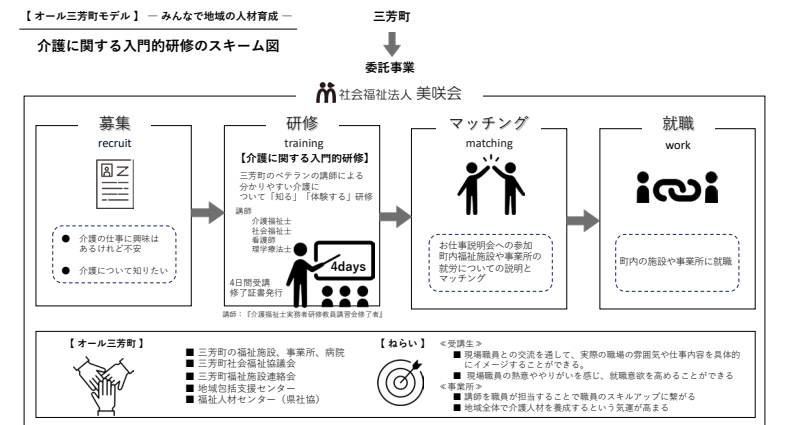 【 オール三芳町モデル 】 ― みんなで地域の人材育成 ―
介護に関する入門的研修のスキーム図
三芳町
委託事業
社会福祉法人 美咲会
募集
recruit
● 介護の仕事に興味は
あるけれど不安
● 介護について知りたい
研修
training
【介護に関する入門的研修】
三芳町のベテランの講師による
分かりやすい介護に
ついて「知る」「体験する」研修
講師
介護福祉士
社会福祉士
看護師
理学療法士
4days
4日間受講
修了証書発行
講師：『介護福祉士実務者研修教員講習会修了者』
マッチング
matching
お仕事説明会への参加
町内福祉施設や事業所の
就労についての説明と
マッチング
就職
work
町内の施設や事業所に就職
【 オール三芳町 】
■ 三芳町の福祉施設、事業所、病院
■ 三芳町社会福祉協議会
■ 三芳町福祉施設連絡会
■ 地域包括支援センター
■ 福祉人材センター（県社協）
【 ねらい 】
≪受講生≫
■ 現場職員との交流を通して、実際の職場の雰囲気や仕事内容を具体的
にイメージすることができる。
■ 現場職員の熱意ややりがいを感じ、就職意欲を高めることができる
≪事業所≫
■ 講師を職員が担当することで職員のスキルアップに繋がる
■ 地域全体で介護人材を養成するという気運が高まる